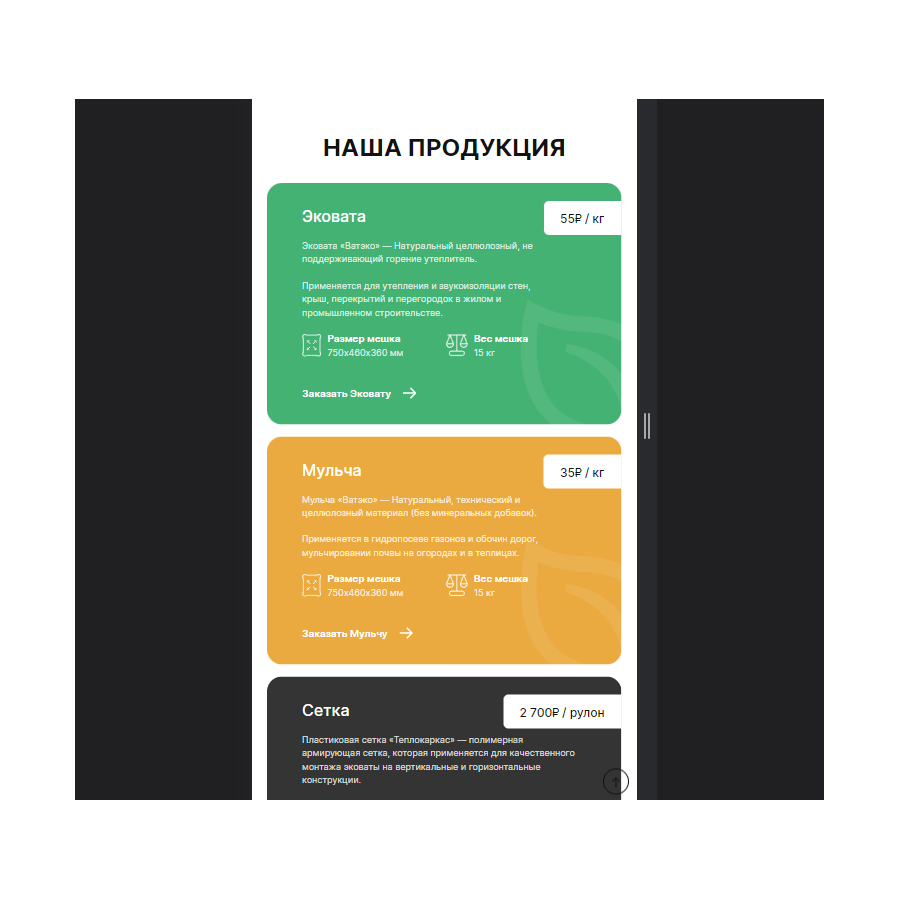 НАША ПРОДУКЦИЯ
Эковата
55₽ / кг
Эковата «Ватэко» — Натуральный целлюлозный, не
поддерживающий горение утеплитель.
Применяется для утепления и звукоизоляции стен,
крыш, перекрытий и перегородок в жилом и
промышленном строительстве.
Размер мешка
750х460х360 мм
Вес мешка
15 кг
Заказать Эковату
Мульча
35₽ / кг
Мульча «Ватэко» — Натуральный, технический и
целлюлозный материал (без минеральных добавок).
Применяется в гидропосеве газонов и обочин дорог,
мульчировании почвы на огородах и в теплицах.
Размер мешка
750х460х360 мм
Вес мешка
15 кг
Заказать Мульчу
Сетка
2 700₽ / рулон
Пластиковая сетка «Теплокаркас» — полимерная
армирующая сетка, которая применяется для качественного
монтажа эковаты на вертикальные и горизонтальные
конструкции.